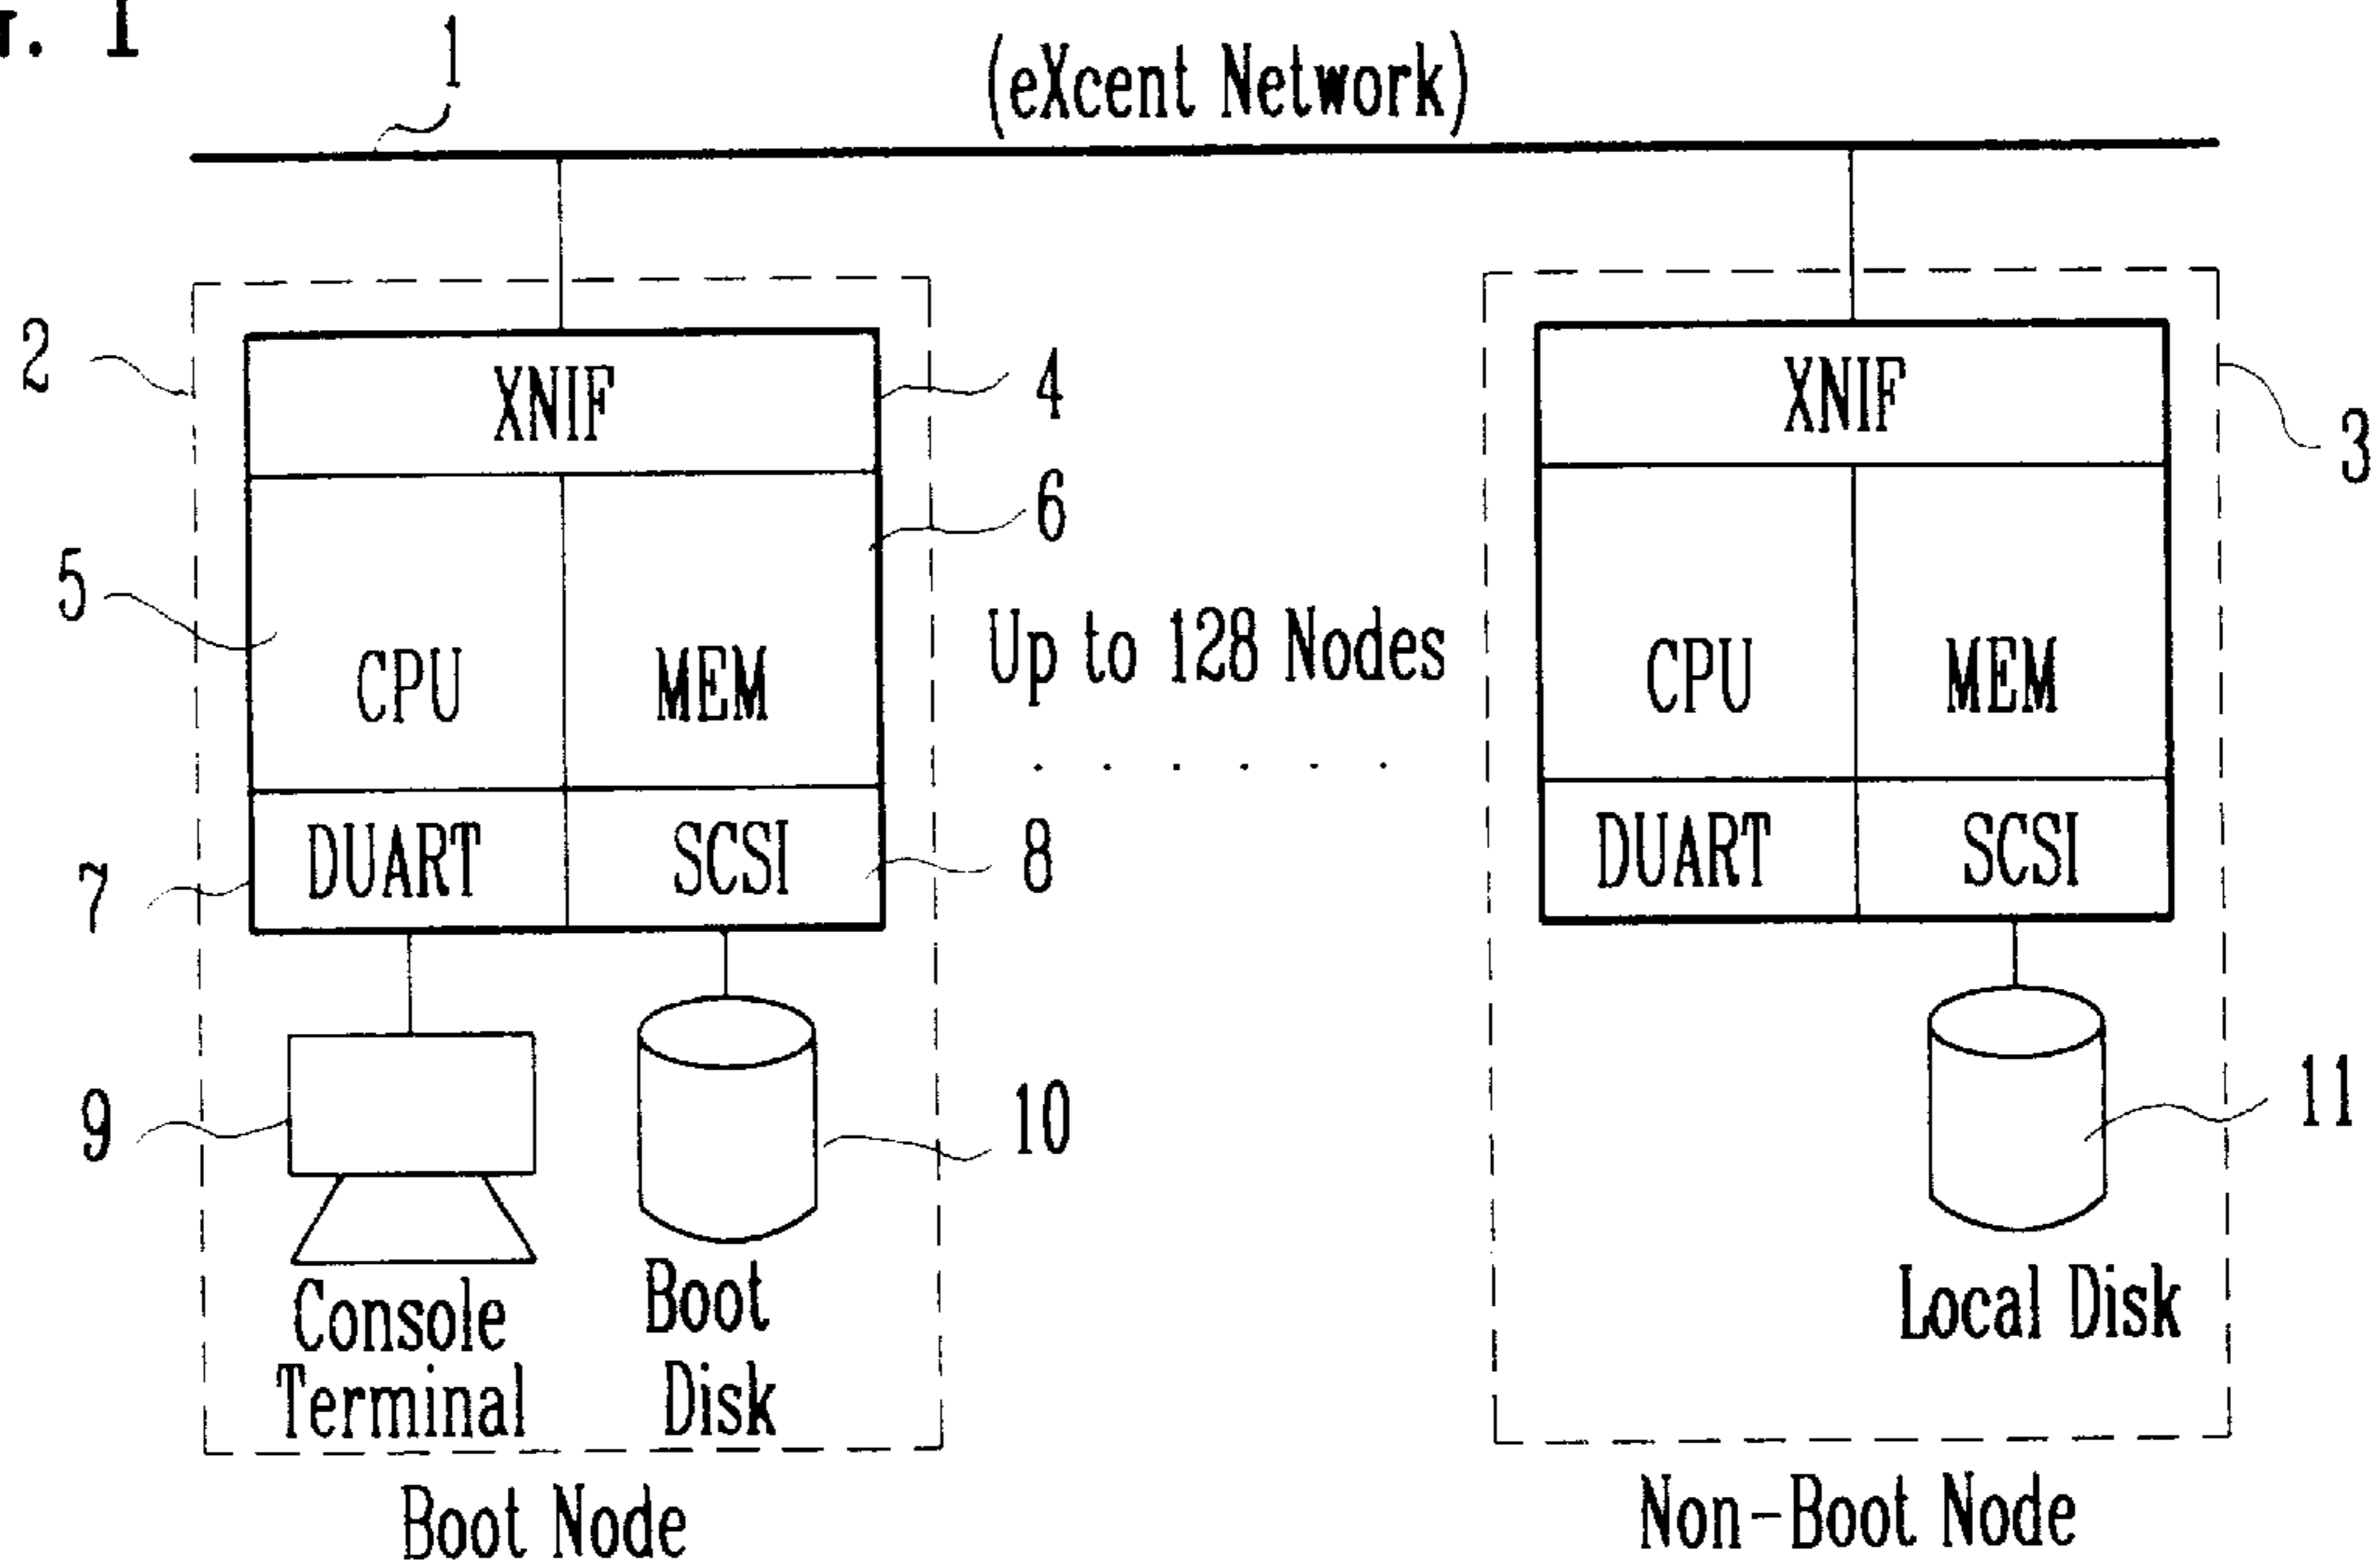 . 1
1
(eXcent Network)
2
XNIF
4
XNIF
3
6
5
CPU
MEM
Up to 128 Nodes
. . . . . .
CPU
MEM
7
DUART
SCSI
8
DUART
SCSI
9
10
11
Console
Terminal
Boot
Disk
Local Disk
Boot Node
Non-Boot Node